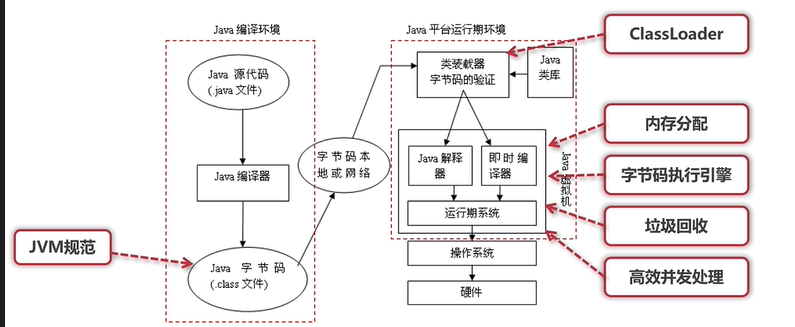 Java 编译环境
Java 平台运行期环境
ClassLoader
Java 源代码
(.java 文件)
类装载器
字节码的验证
Java
类库
内存分配
字节码本
地或网络
Java 解释
器
即时编
译器
Java 虚拟机
Java 编译器
字节码执行引擎
运行期系统
垃圾回收
JVM规范
Java 字节码
(.class 文件)
操作系统
高效并发处理
硬件